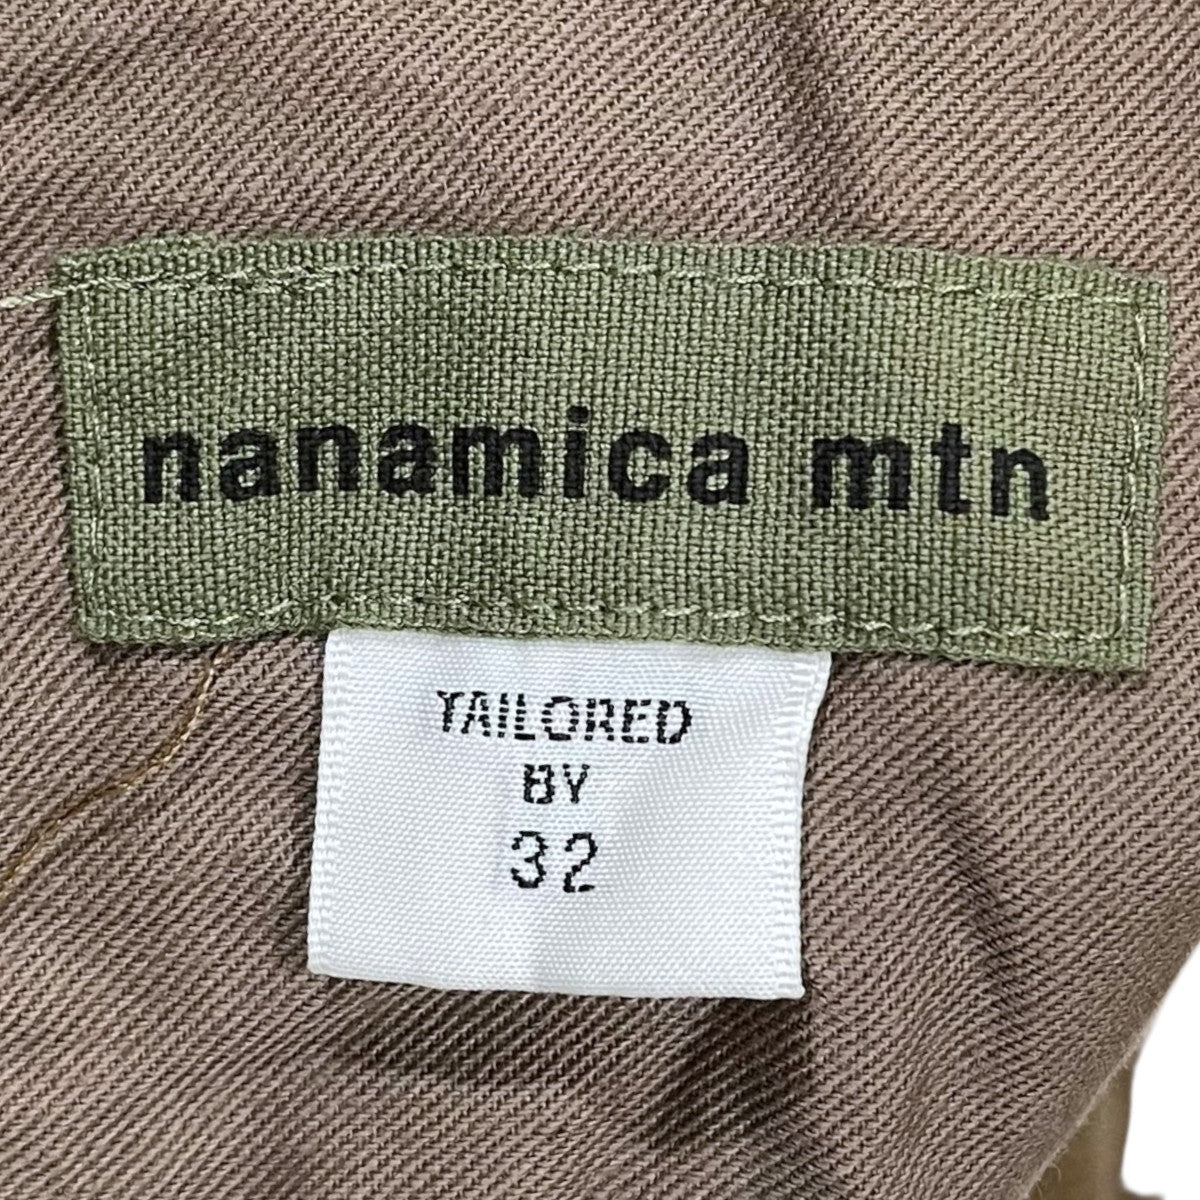 nanamica mtn
TAILORED
BY
32